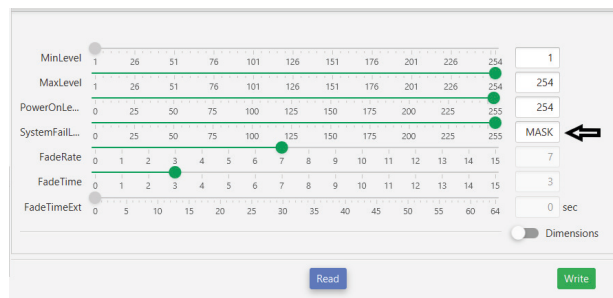 MinLevel 1 26 51 76 101 126 151 176 201 226 254 1
MaxLevel 1 26 51 76 101 126 151 176 201 226 254 254
PowerOnLe... 0 25 50 75 100 125 150 175 200 225 255 254
SystemFailL... 0 25 50 75 100 125 150 175 200 225 255 MASK
FadeRate 0 1 2 3 4 5 6 7 8 9 10 11 12 13 14 15 7
FadeTime 0 1 2 3 4 5 6 7 8 9 10 11 12 13 14 15 3
FadeTimeExt 0 5 10 15 20 25 30 35 40 45 50 55 60 64 0 sec
Dimensions
Read Write